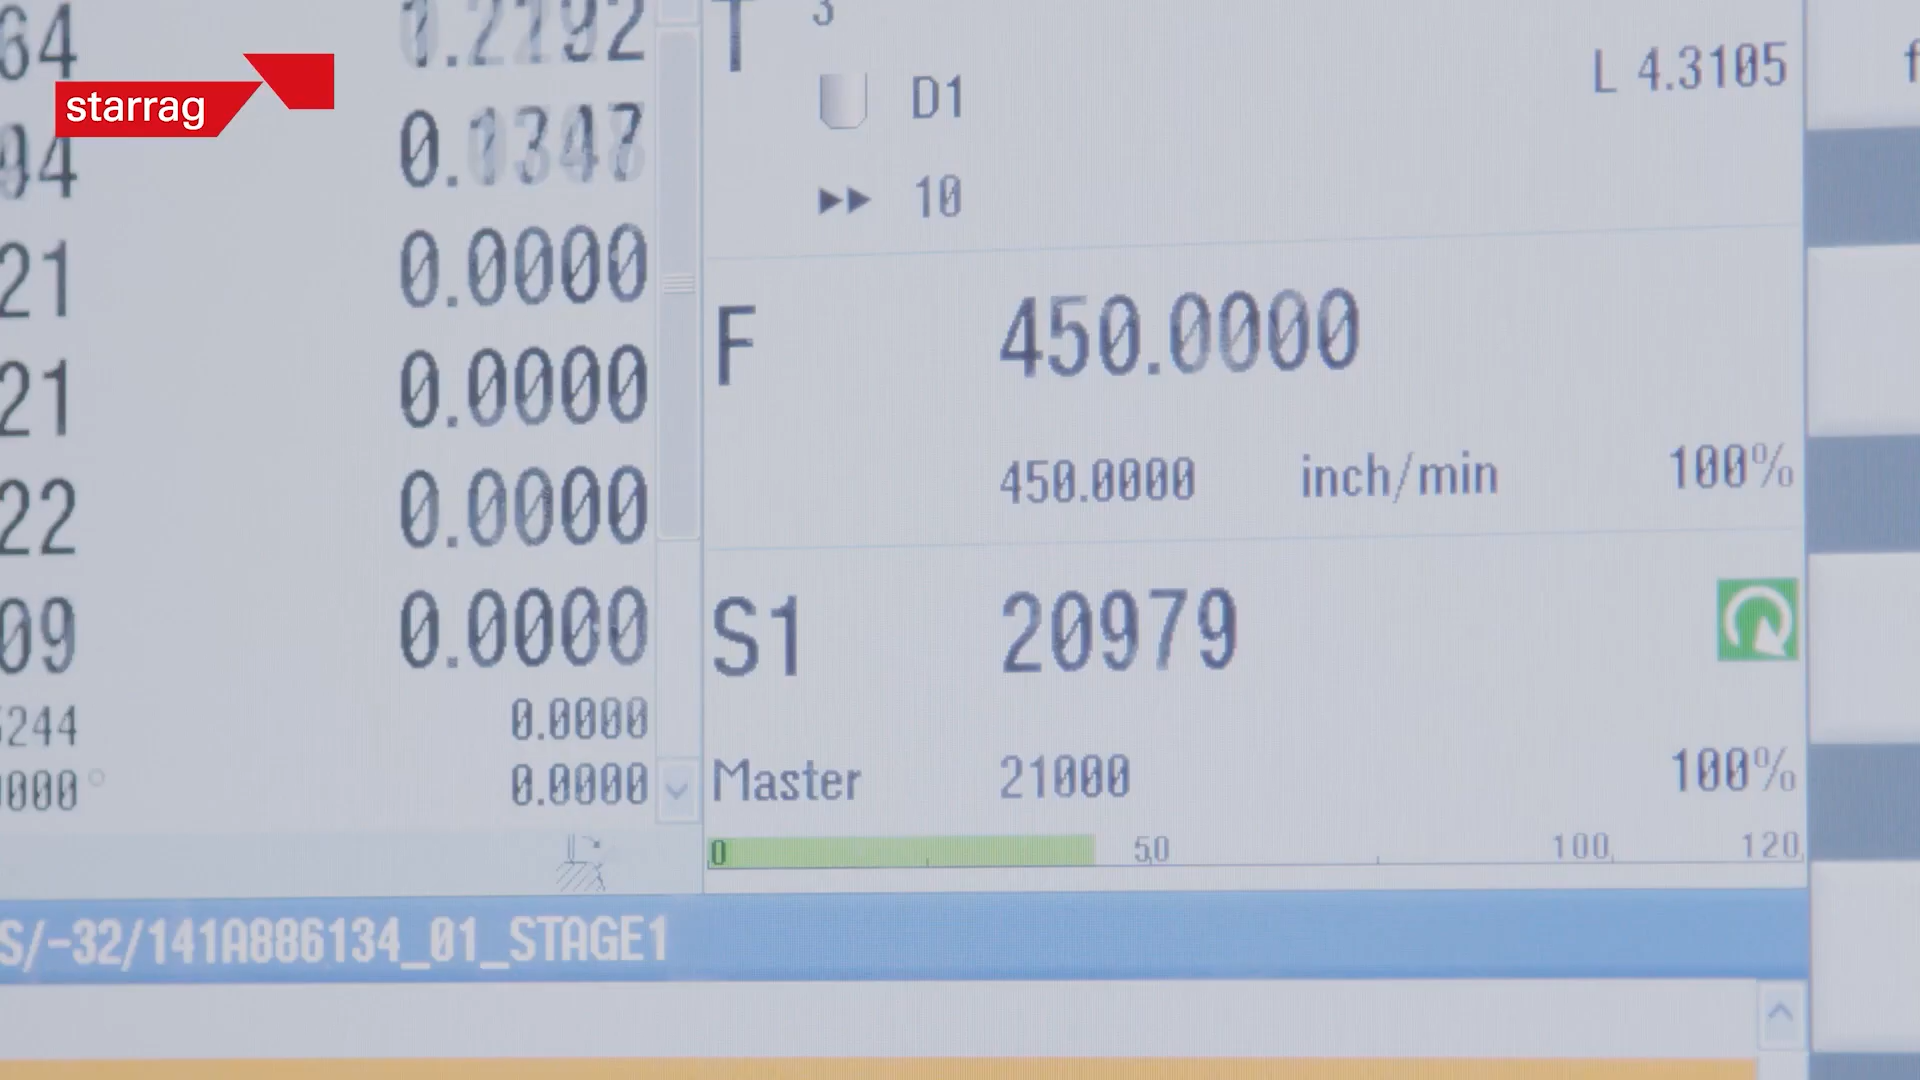 starrag
64
T 3
L 4.3105
D1
94
0.
10
21 0.0000
F 450.0000
21 0.0000
450.0000 inch/min 100%
22 0.0000
09 0.0000
S1 20979
244 0.0000
0000° 0.0000
Master 21000 100%
0 50 100 120
S/-32/141A886134_01_STAGE1